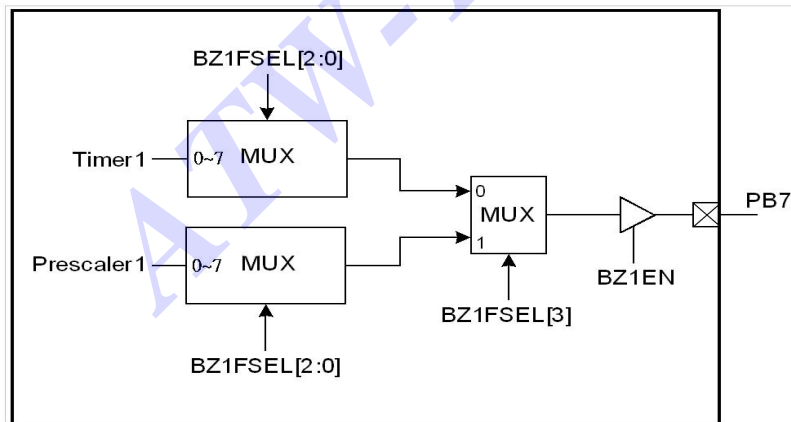 BZ1FSEL[2:0]
Timer1
0~7 MUX
0
MUX
1
PB7
Prescaler1
0~7 MUX
BZ1EN
BZ1FSEL[3]
BZ1FSEL[2:0]